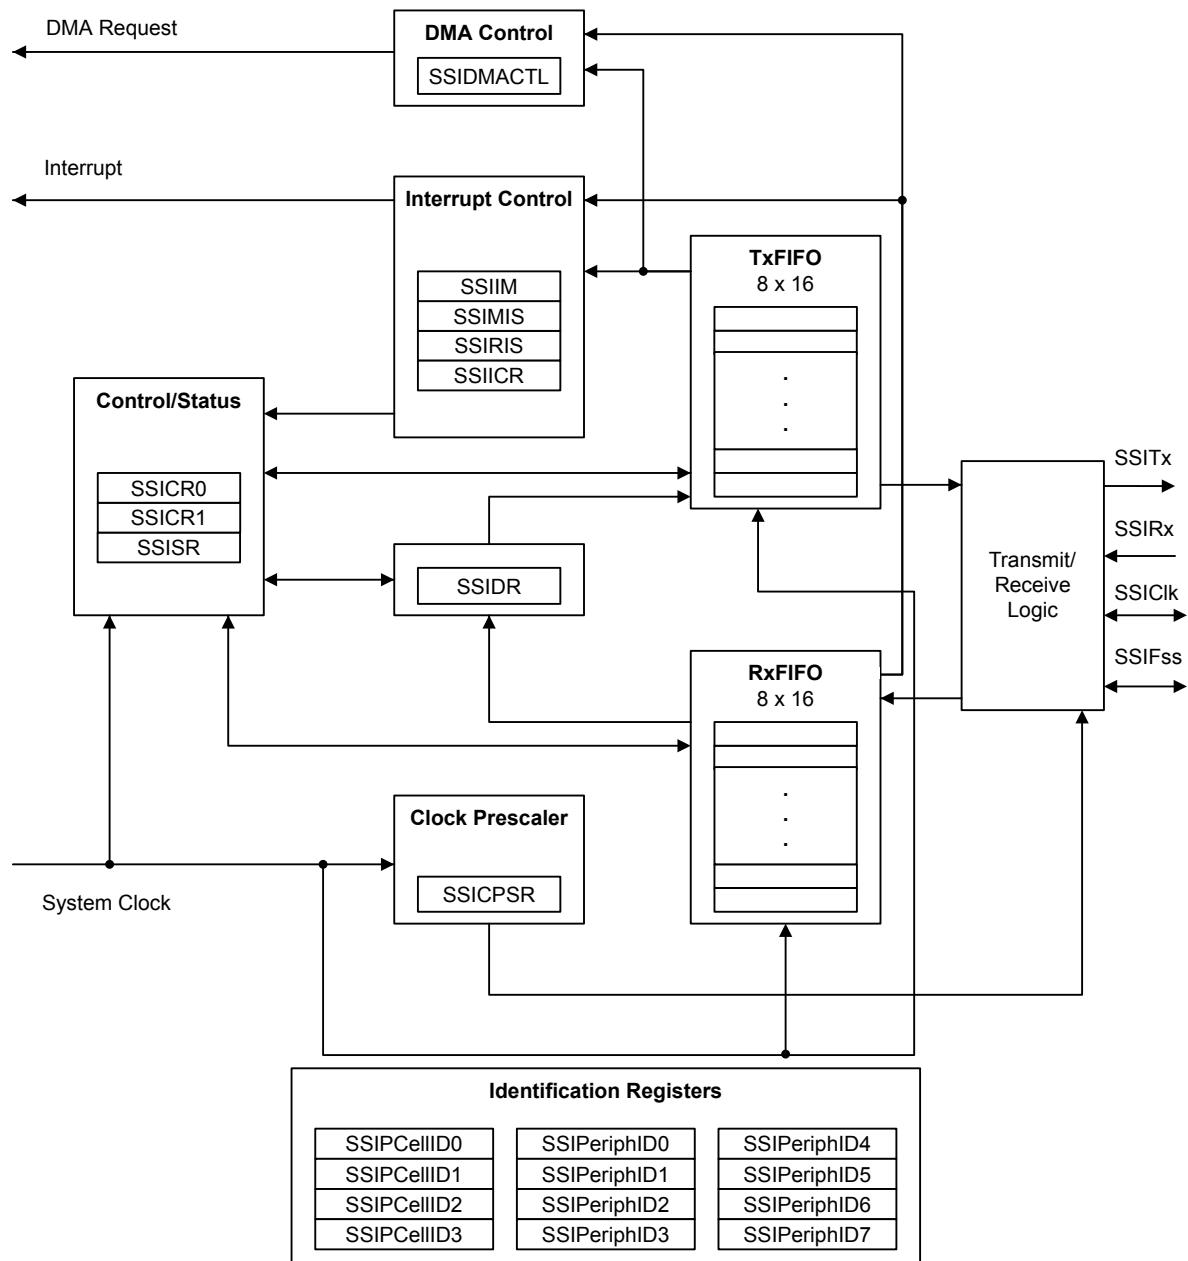 DMA Request
DMA Control
SSIDMACTL
Interrupt
Interrupt Control
SSIIM
SSIMIS
SSIRIS
SSIICR
TxFIFO
8 x 16
.
.
.
Control/Status
SSICR0
SSICR1
SSISR
SSIDR
Transmit/
Receive
Logic
SSITx
SSIRx
SSIClk
SSIFss
RxFIFO
8 x 16
.
.
.
Clock Prescaler
SSICPSR
System Clock
Identification Registers
SSIPCellID0
SSIPCellID1
SSIPCellID2
SSIPCellID3
SSIPeriphID0
SSIPeriphID1
SSIPeriphID2
SSIPeriphID3
SSIPeriphID4
SSIPeriphID5
SSIPeriphID6
SSIPeriphID7